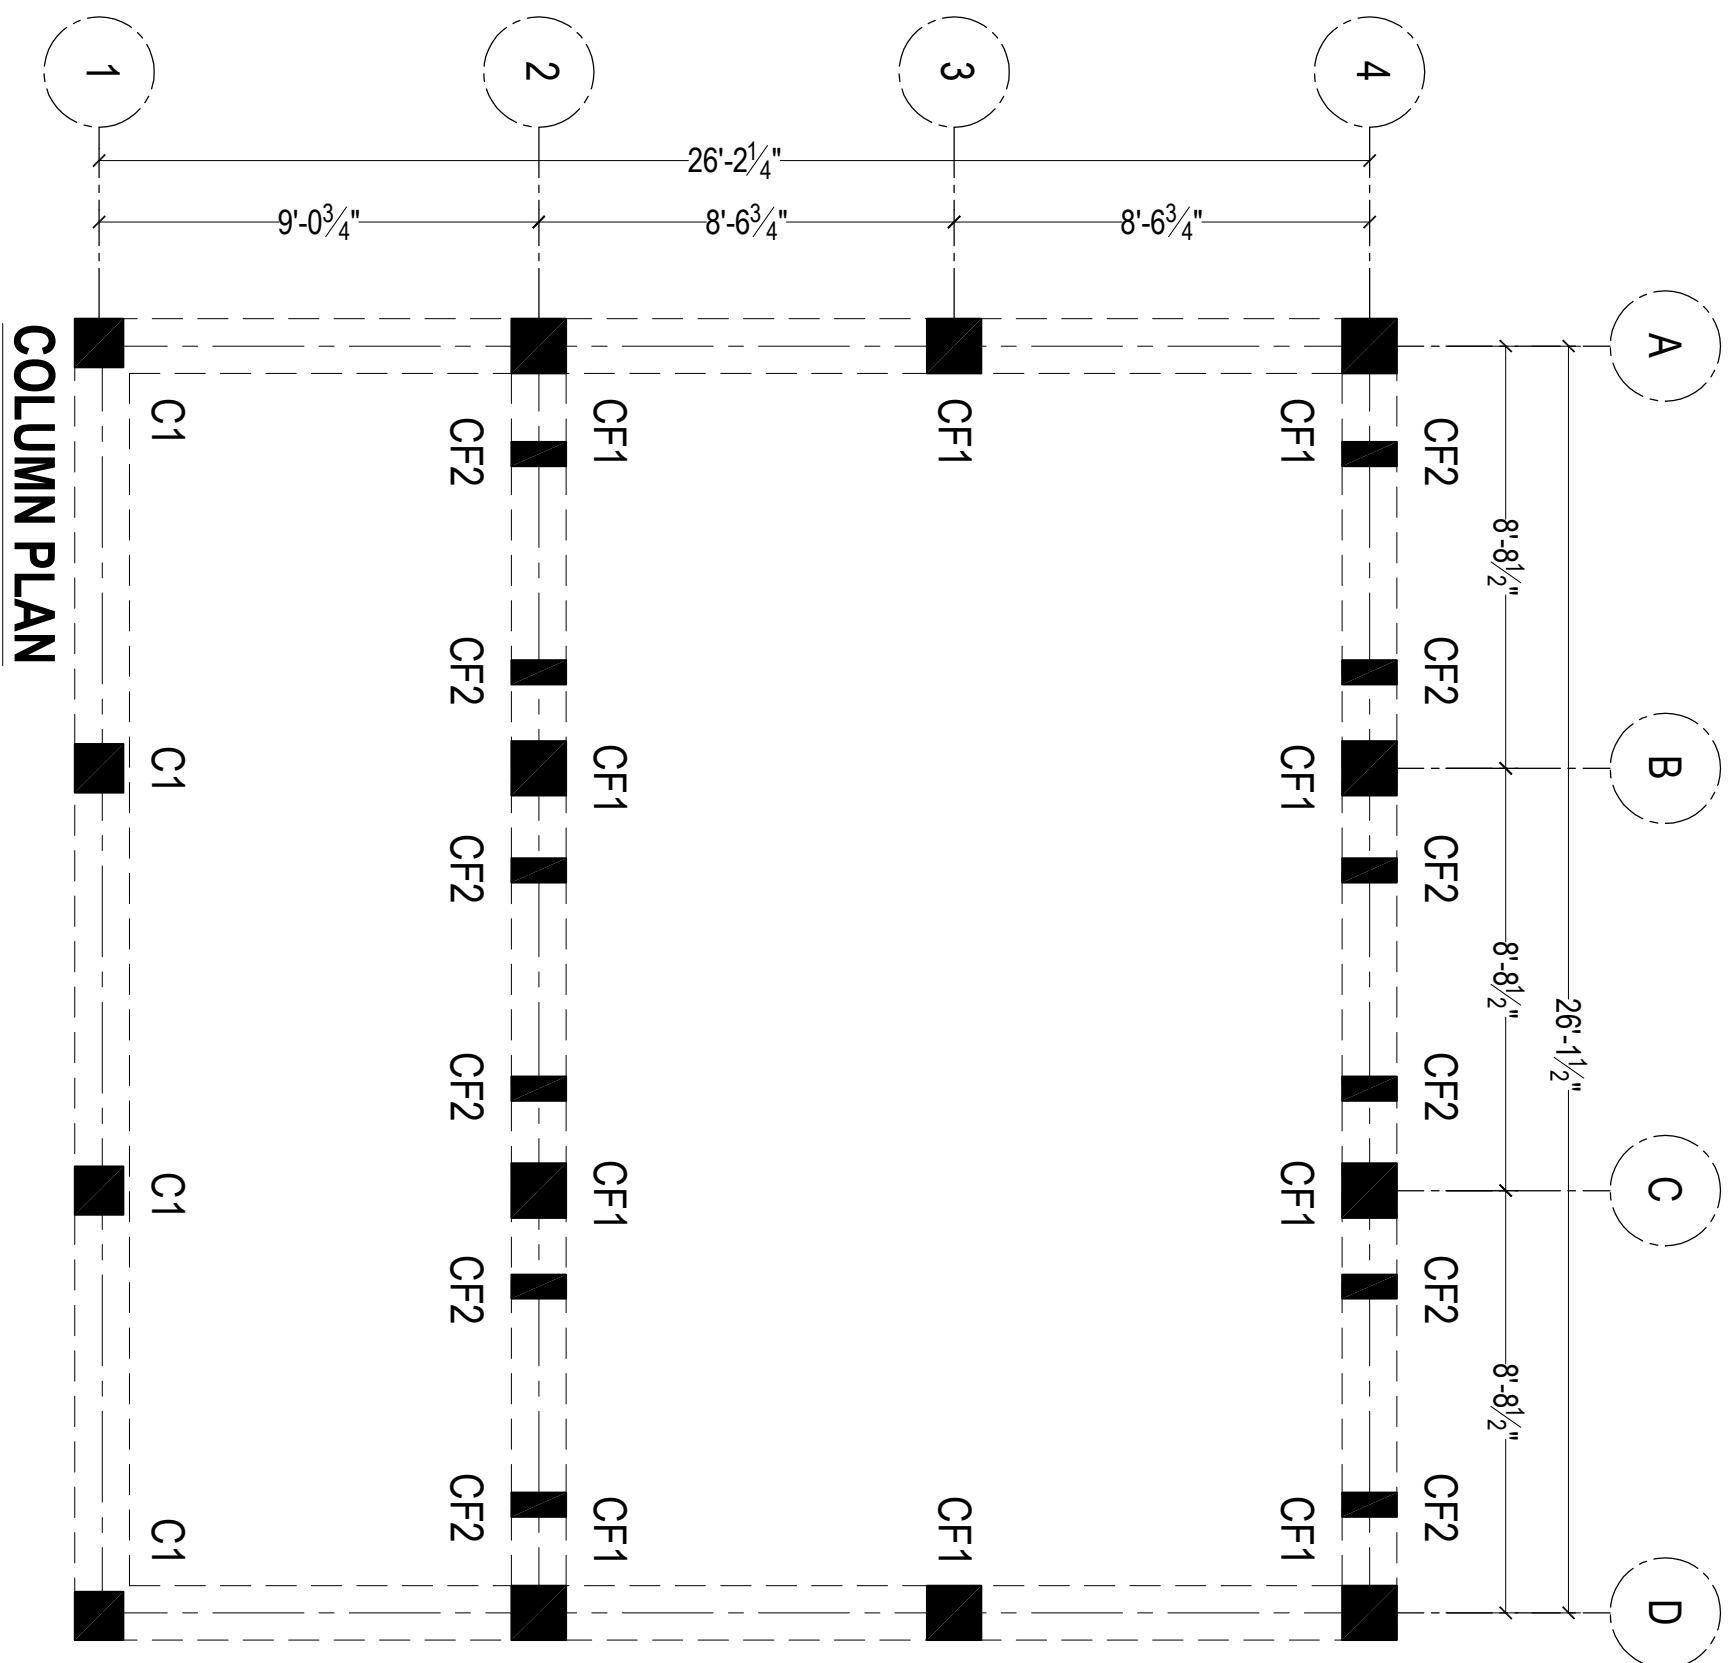 A B C D
26'-1½"
8'-8½" 8'-8½" 8'-8½"
CF2 CF2 CF2 CF2 CF2 CF2
4
CF1 CF1 CF1 CF1
8'-6¾"
3 CF1 CF1
26'-2¼"
8'-6¾"
CF1 CF1 CF1 CF1
2
CF2 CF2 CF2 CF2 CF2 CF2
9'-0¾"
C1 C1 C1 C1
1
COLUMN PLAN